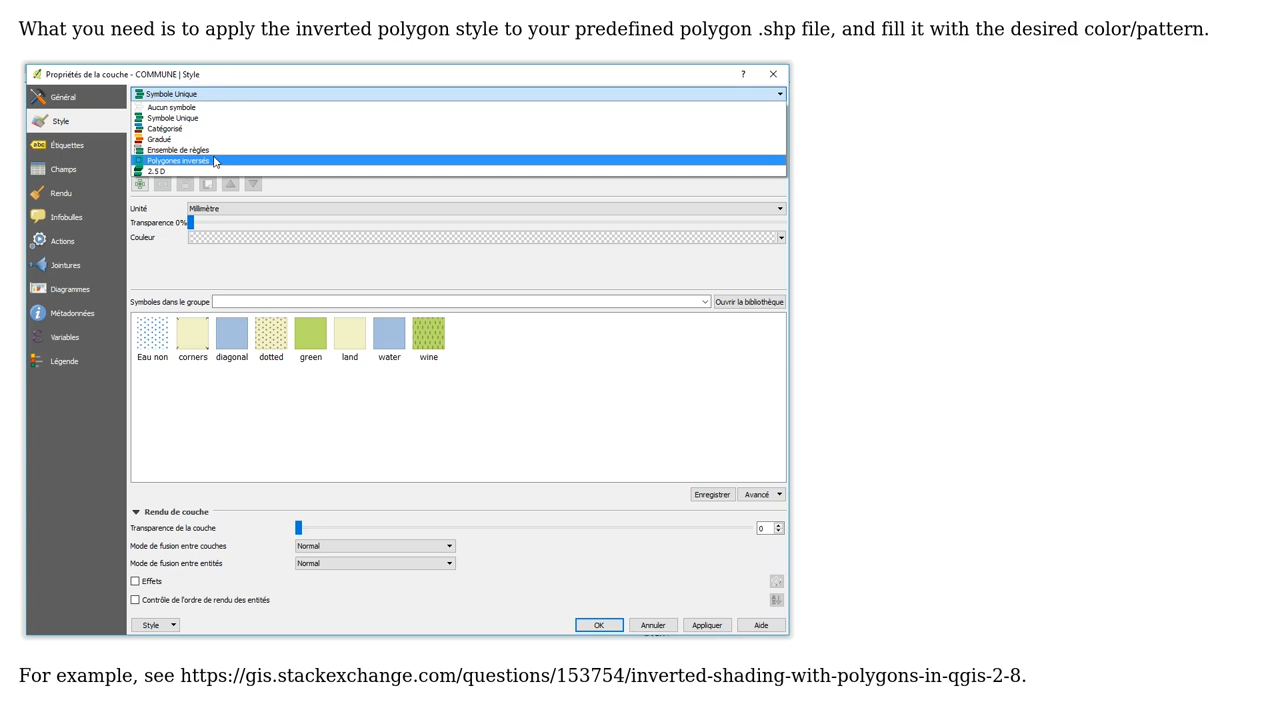 What you need is to apply the inverted polygon style to your predefined polygon .shp file, and fill it with the desired color/pattern.
Propriétés de la couche - COMMUNE | Style
?
Général
Style
Étiquettes
Champs
Rendu
Infobulles
Actions
Jointures
Diagrammes
Métadonnées
Variables
Légende
Symbole Unique
Aucun symbole
Symbole Unique
Catégorisé
Gradué
Ensemble de règles
Polygones inversés
2.5 D
Unité Millimètre
Transparence 0%
Couleur
Symboles dans le groupe Ouvrir la bibliothèque
Eau non corners diagonal dotted green land water wine
Enregistrer Avancé
Rendu de couche
Transparence de la couche 0
Mode de fusion entre couches Normal
Mode de fusion entre entités Normal
Effets
Contrôle de l'ordre de rendu des entités
Style OK Annuler Appliquer Aide
For example, see https://gis.stackexchange.com/questions/153754/inverted-shading-with-polygons-in-qgis-2-8.